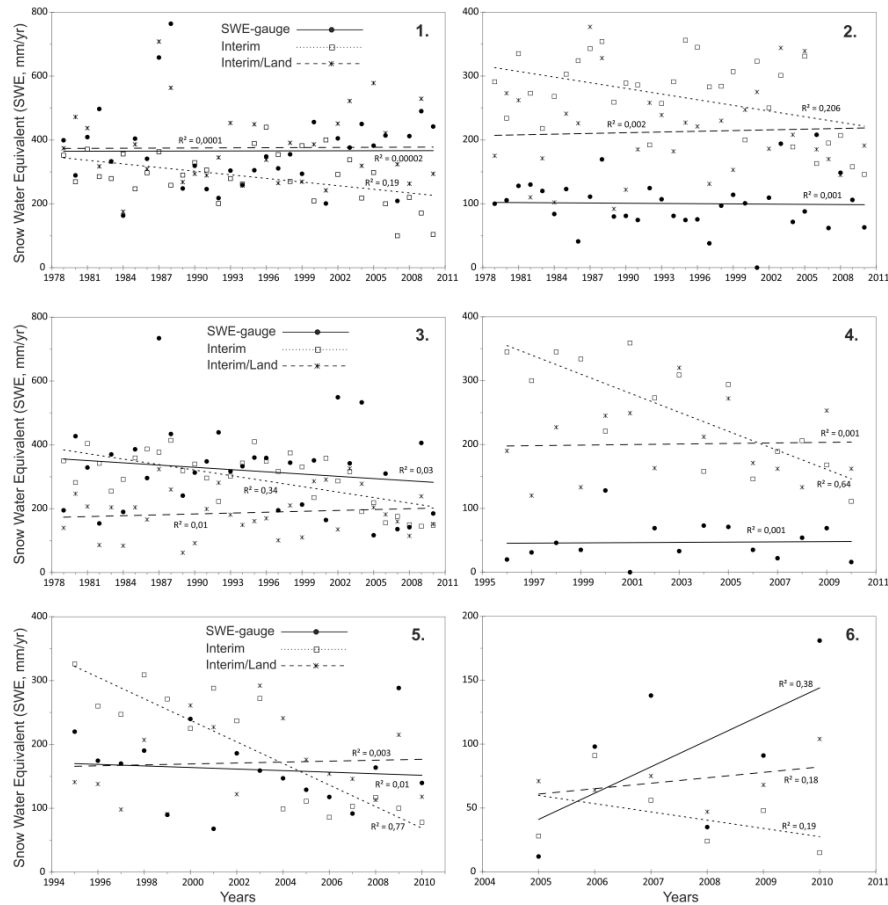 Snow Water Equivalent (SWE, mm/yr)
800
600
400
200
0
SWE-gauge
Interim
Interim/Land
1.
R² = 0,0001
R² = 0,00002
R² = 0,19
1978 1981 1984 1987 1990 1993 1996 1999 2002 2005 2008 2011
400
300
200
100
0
2.
R² = 0,206
R² = 0,002
R² = 0,001
1978 1981 1984 1987 1990 1993 1996 1999 2002 2005 2008 2011
Snow Water Equivalent (SWE, mm/yr)
800
600
400
200
0
SWE-gauge
Interim
Interim/Land
3.
R² = 0,03
R² = 0,34
R² = 0,01
1978 1981 1984 1987 1990 1993 1996 1999 2002 2005 2008 2011
400
300
200
100
0
4.
R² = 0,001
R² = 0,64
R² = 0,001
1995 1997 1999 2001 2003 2005 2007 2009 2011
Snow Water Equivalent (SWE, mm/yr)
400
300
200
100
0
SWE-gauge
Interim
Interim/Land
5.
R² = 0,003
R² = 0,01
R² = 0,77
1994 1996 1998 2000 2002 2004 2006 2008 2010
Years
200
150
100
50
0
6.
R² = 0,38
R² = 0,18
R² = 0,19
2004 2005 2006 2007 2008 2009 2010 2011
Years